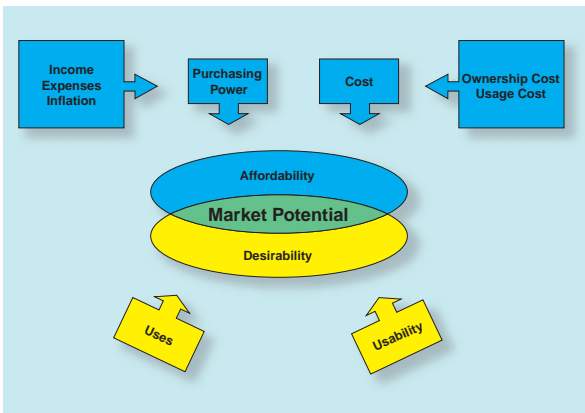 Income
Expenses
Inflation
Purchasing
Power
Cost
Ownership Cost
Usage Cost
Affordability
Market Potential
Desirability
Uses
Usability